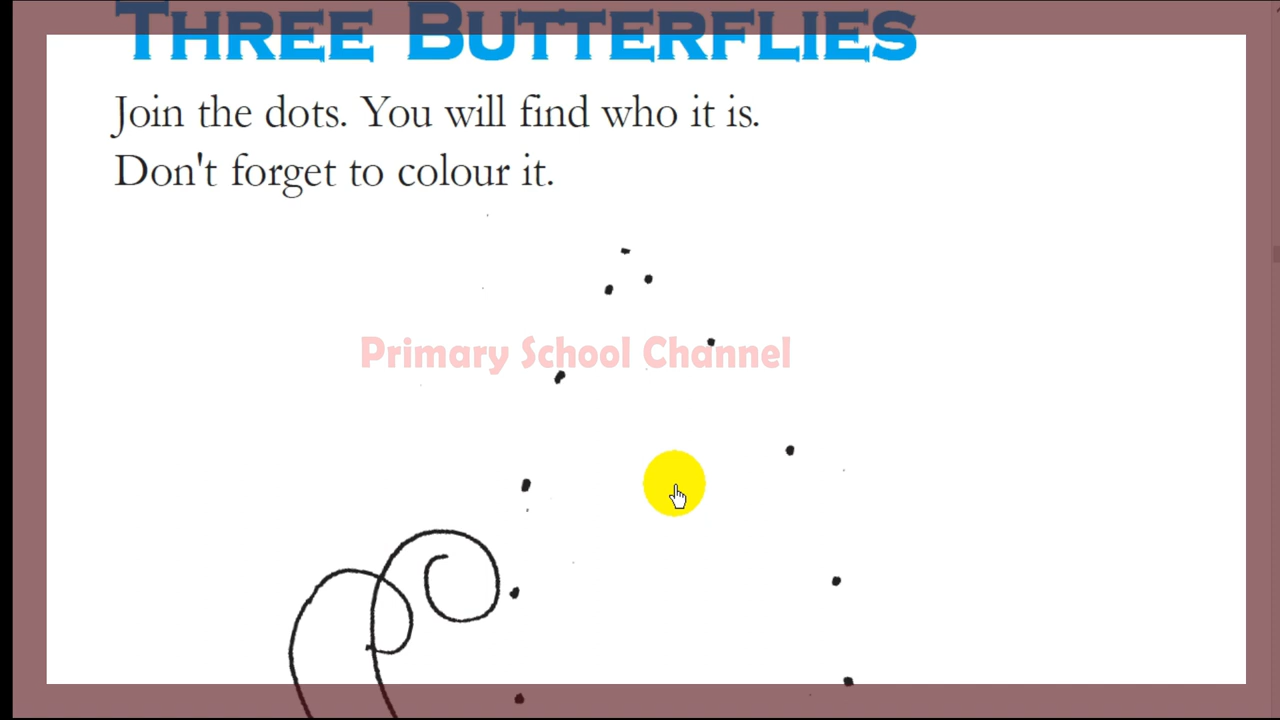 THREE BUTTERFLIES
Join the dots. You will find who it is.
Don't forget to colour it.
Primary School Channel